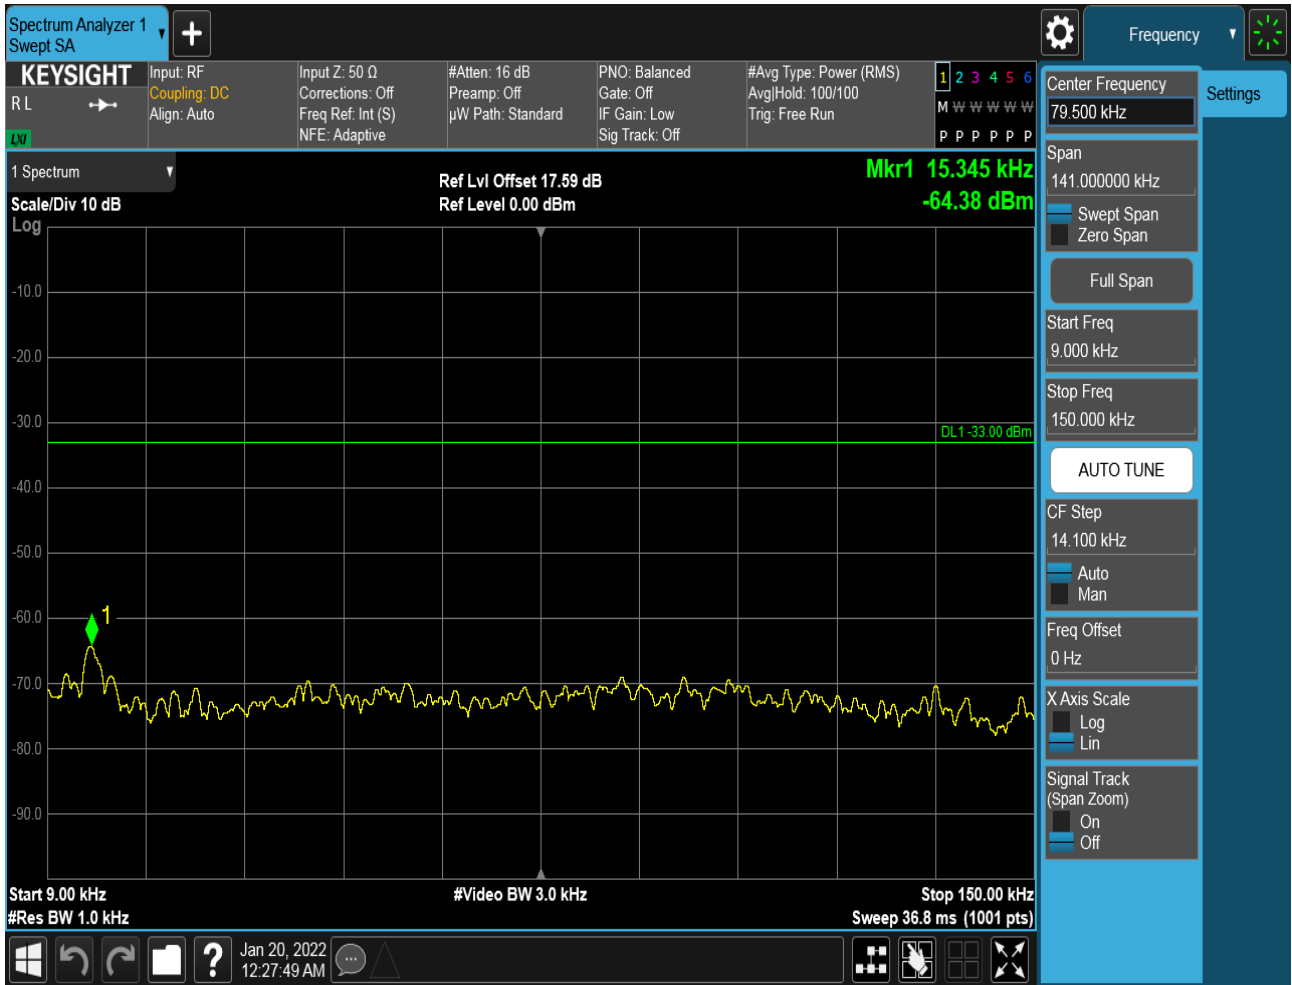 Spectrum Analyzer 1
Swept SA
Frequency
KEYSIGHT
R L
LXI
Input: RF
Coupling: DC
Align: Auto
Input Z: 50 Ω
Corrections: Off
Freq Ref: Int (S)
NFE: Adaptive
#Atten: 16 dB
Preamp: Off
µW Path: Standard
PNO: Balanced
Gate: Off
IF Gain: Low
Sig Track: Off
#Avg Type: Power (RMS)
Avg|Hold: 100/100
Trig: Free Run
1 2 3 4 5 6
M W W W W W
P P P P P P
1 Spectrum
Scale/Div 10 dB
Log
Ref Lvl Offset 17.59 dB
Ref Level 0.00 dBm
Mkr1 15.345 kHz
-64.38 dBm
-10.0
-20.0
-30.0
DL1 -33.00 dBm
-40.0
-50.0
-60.0
1
-70.0
-80.0
-90.0
Start 9.00 kHz
#Video BW 3.0 kHz
Stop 150.00 kHz
#Res BW 1.0 kHz
Sweep 36.8 ms (1001 pts)
Jan 20, 2022
12:27:49 AM
Center Frequency
79.500 kHz
Settings
Span
141.000000 kHz
Swept Span
Zero Span
Full Span
Start Freq
9.000 kHz
Stop Freq
150.000 kHz
AUTO TUNE
CF Step
14.100 kHz
Auto
Man
Freq Offset
0 Hz
X Axis Scale
Log
Lin
Signal Track
(Span Zoom)
On
Off